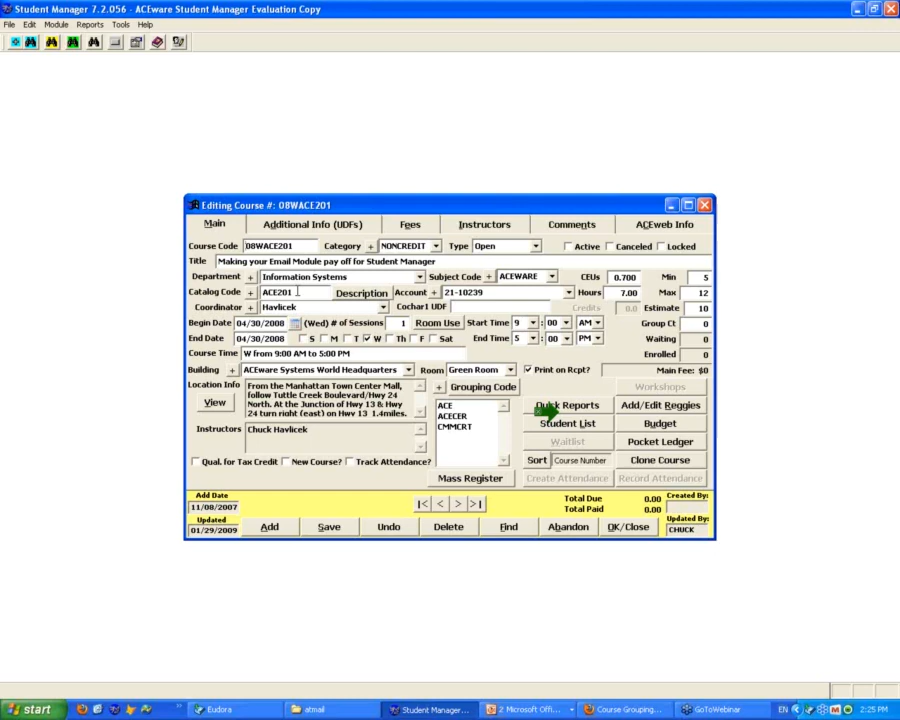 Student Manager 7.2.056 - ACEware Student Manager Evaluation Copy
File Edit Module Reports Tools Help
Editing Course #: 08WACE201
Main Additional Info (UDFs) Fees Instructors Comments ACEweb Info
Course Code 08WACE201 Category + NONCREDIT Type Open Active Canceled Locked
Title Making your Email Module pay off for Student Manager
Department + Information Systems Subject Code + ACEWARE CEUs 0.700 Min 5
Catalog Code + ACE201 Description Account + 21-10239 Hours 7.00 Max 12
Coordinator + Havlicek Cochar1 UDF Credits 0.0 Estimate 10
Begin Date 04/30/2008 (Wed) # of Sessions 1 Room Use Start Time 9 : 00 AM Group Ct 0
End Date 04/30/2008 S M T W Th F Sat End Time 5 : 00 PM Waiting 0
Course Time W from 9:00 AM to 5:00 PM Enrolled 0
Building + ACEware Systems World Headquarters Room Green Room Print on Rcpt? Main Fee: $0
Location Info From the Manhattan Town Center Mall, + Grouping Code Workshops
follow Tuttle Creek Boulevard/Hwy 24
View North. At the Junction of Hwy 13 & Hwy ACE Quick Reports Add/Edit Reggies
24 turn right (east) on Hwy 13 1.4miles. ACECER
Instructors Chuck Havlicek CMMCRT Student List Budget
Waitlist Pocket Ledger
Qual. for Tax Credit New Course? Track Attendance? Sort Course Number Clone Course
Mass Register Create Attendance Record Attendance
Add Date |< < > >| Total Due 0.00 Created By:
11/08/2007 Total Paid 0.00
Updated Updated By:
01/29/2009 Add Save Undo Delete Find Abandon OK/Close CHUCK
start Eudora atmail Student Manager... 2 Microsoft Offi... Course Grouping... GoToWebinar EN 2:25 PM